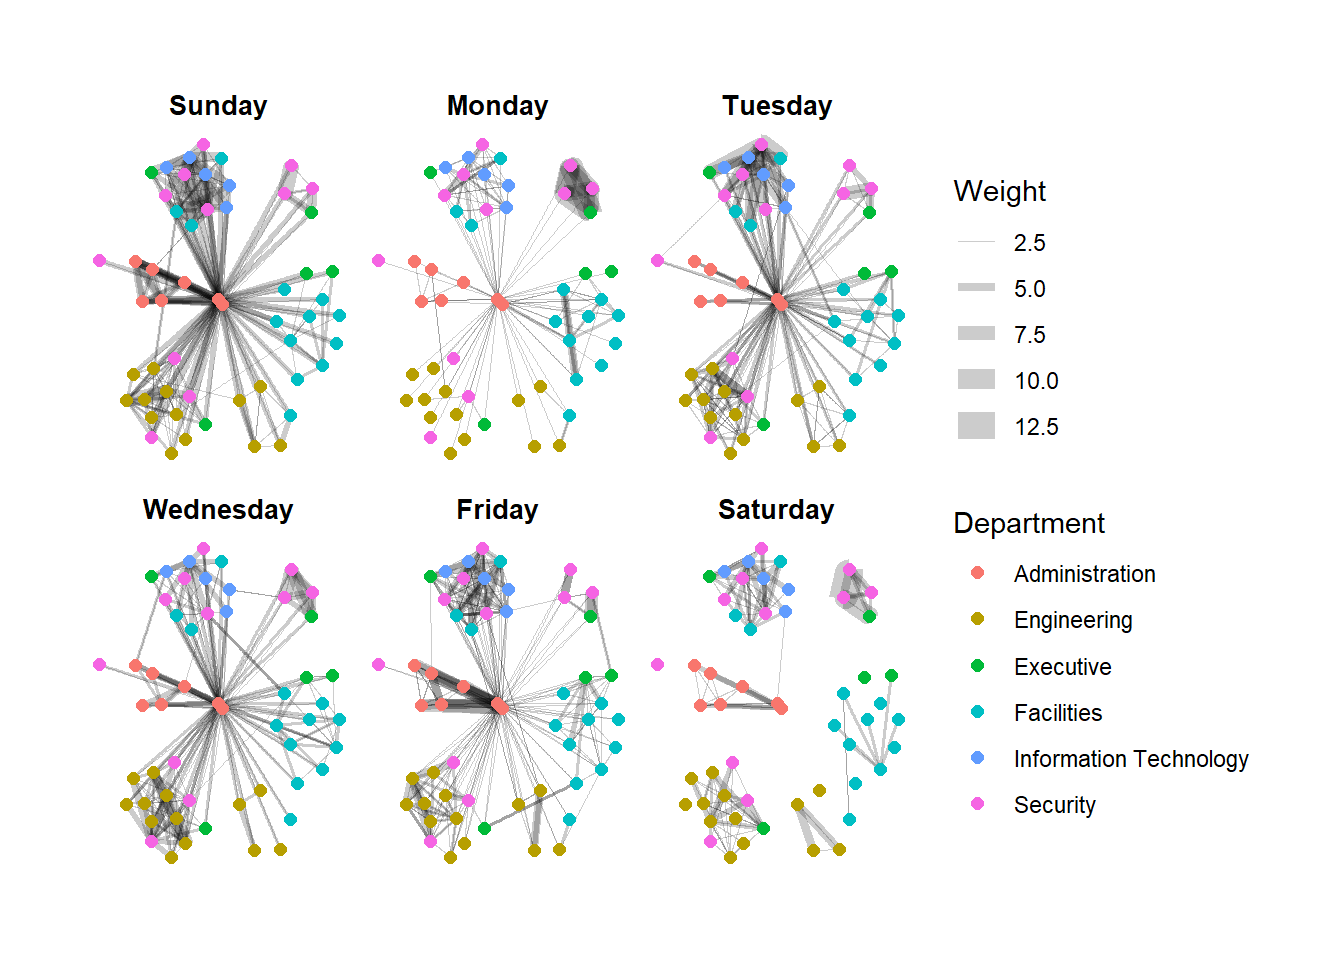 Sunday
Monday
Tuesday
Wednesday
Friday
Saturday
Weight
2.5
5.0
7.5
10.0
12.5
Department
Administration
Engineering
Executive
Facilities
Information Technology
Security